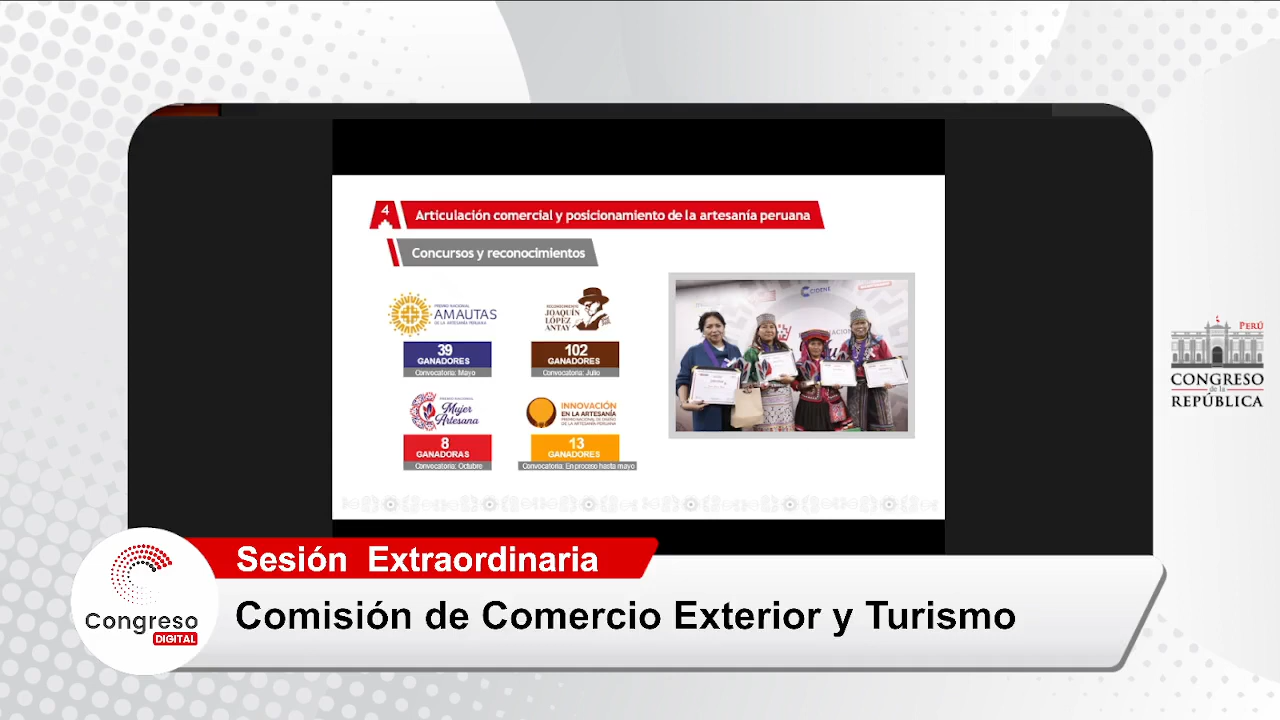 4
Articulación comercial y posicionamiento de la artesanía peruana
Concursos y reconocimientos
PREMIO NACIONAL
AMAUTAS
DE LA ARTESANÍA PERUANA
39
GANADORES
Convocatoria: Mayo
RECONOCIMIENTO
JOAQUÍN
LÓPEZ
ANTAY
102
GANADORES
Convocatoria: Julio
PREMIO NACIONAL
Mujer
Artesana
8
GANADORAS
Convocatoria: Octubre
INNOVACIÓN
EN LA ARTESANÍA
PREMIO NACIONAL DE DISEÑO
DE LA ARTESANÍA PERUANA
13
GANADORES
Convocatoria: En proceso hasta mayo
PERÚ
CONGRESO
de la
REPÚBLICA
Sesión Extraordinaria
Comisión de Comercio Exterior y Turismo
Congreso
DIGITAL